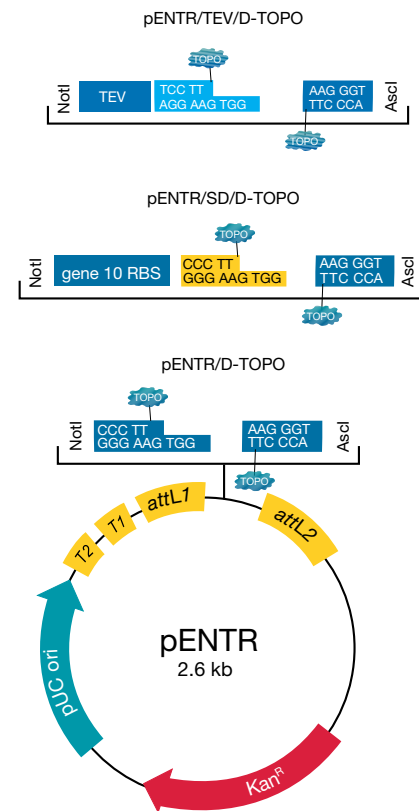 pENTR/TEV/D-TOPO
TOPO
NotI
TEV
TCC TT
AGG AAG TGG
AAG GGT
TTC CCA
AscI
TOPO
pENTR/SD/D-TOPO
TOPO
NotI
gene 10 RBS
CCC TT
GGG AAG TGG
AAG GGT
TTC CCA
AscI
TOPO
pENTR/D-TOPO
TOPO
NotI
CCC TT
GGG AAG TGG
AAG GGT
TTC CCA
AscI
TOPO
T2
T1
attL1
attL2
pUC ori
pENTR
2.6 kb
KanR